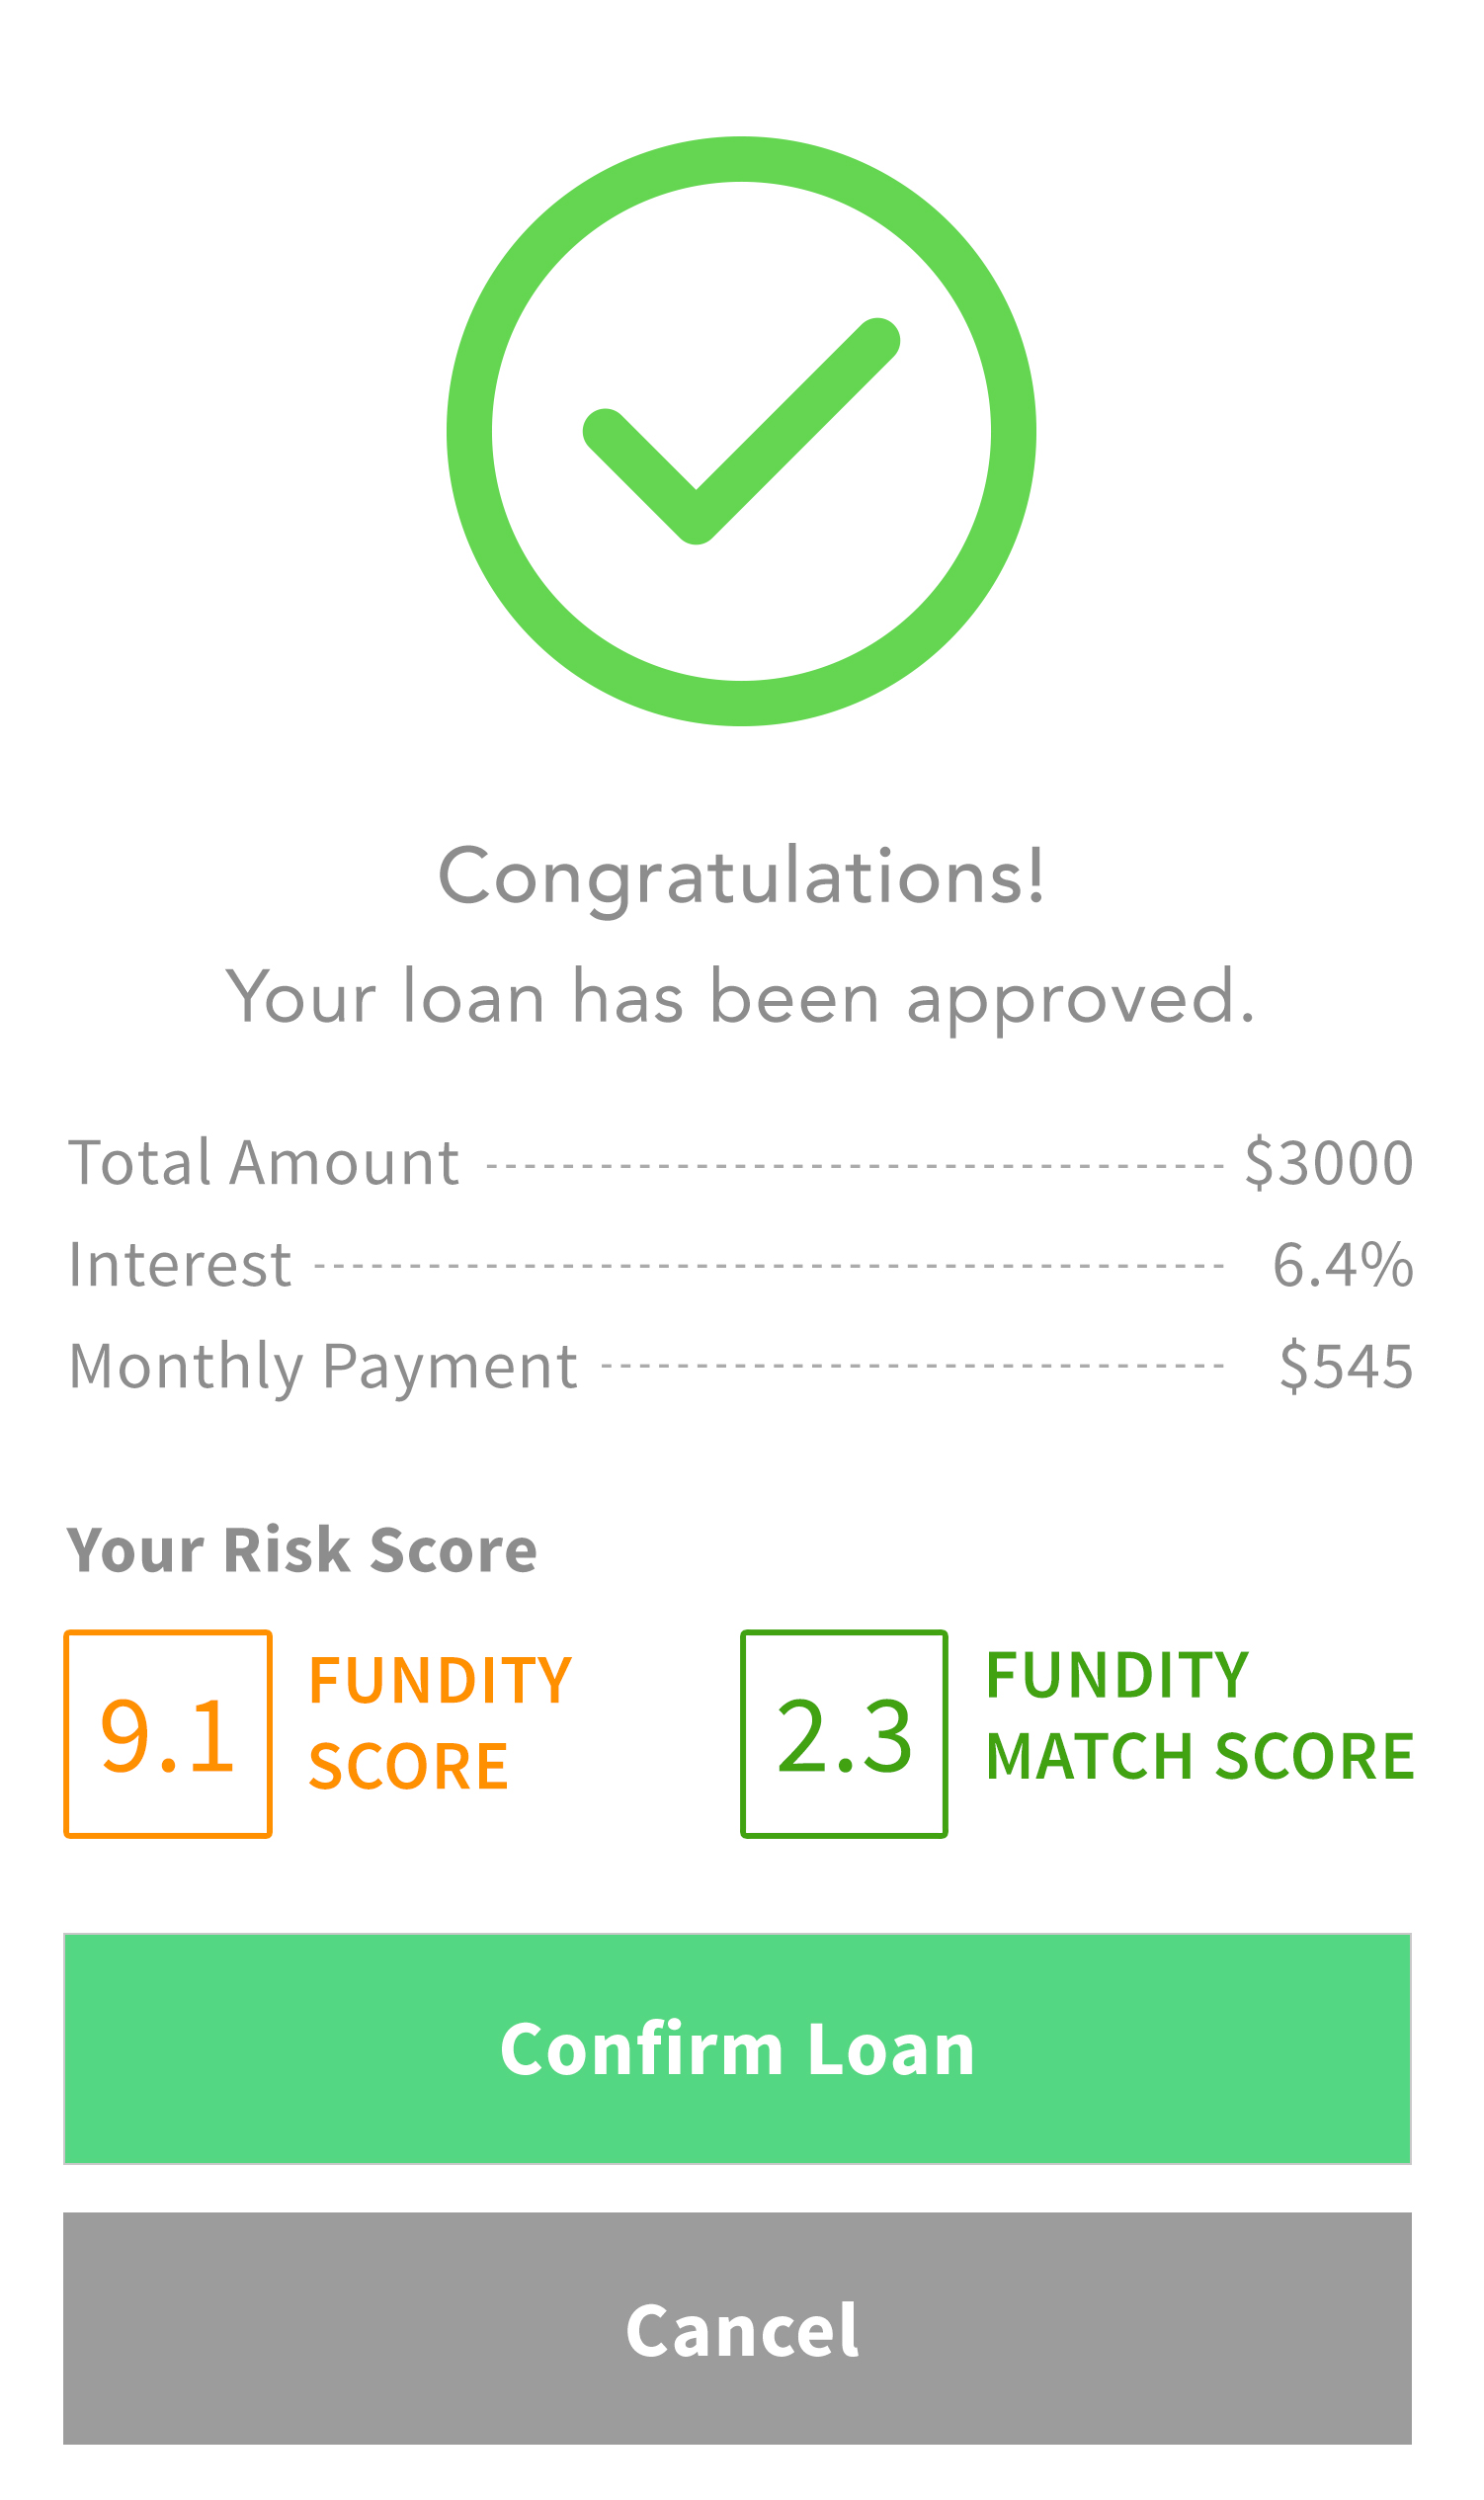 Congratulations!
Your loan has been approved.
Total Amount $3000
Interest 6.4%
Monthly Payment $545
Your Risk Score
9.1 FUNDITY SCORE
2.3 FUNDITY MATCH SCORE
Confirm Loan
Cancel